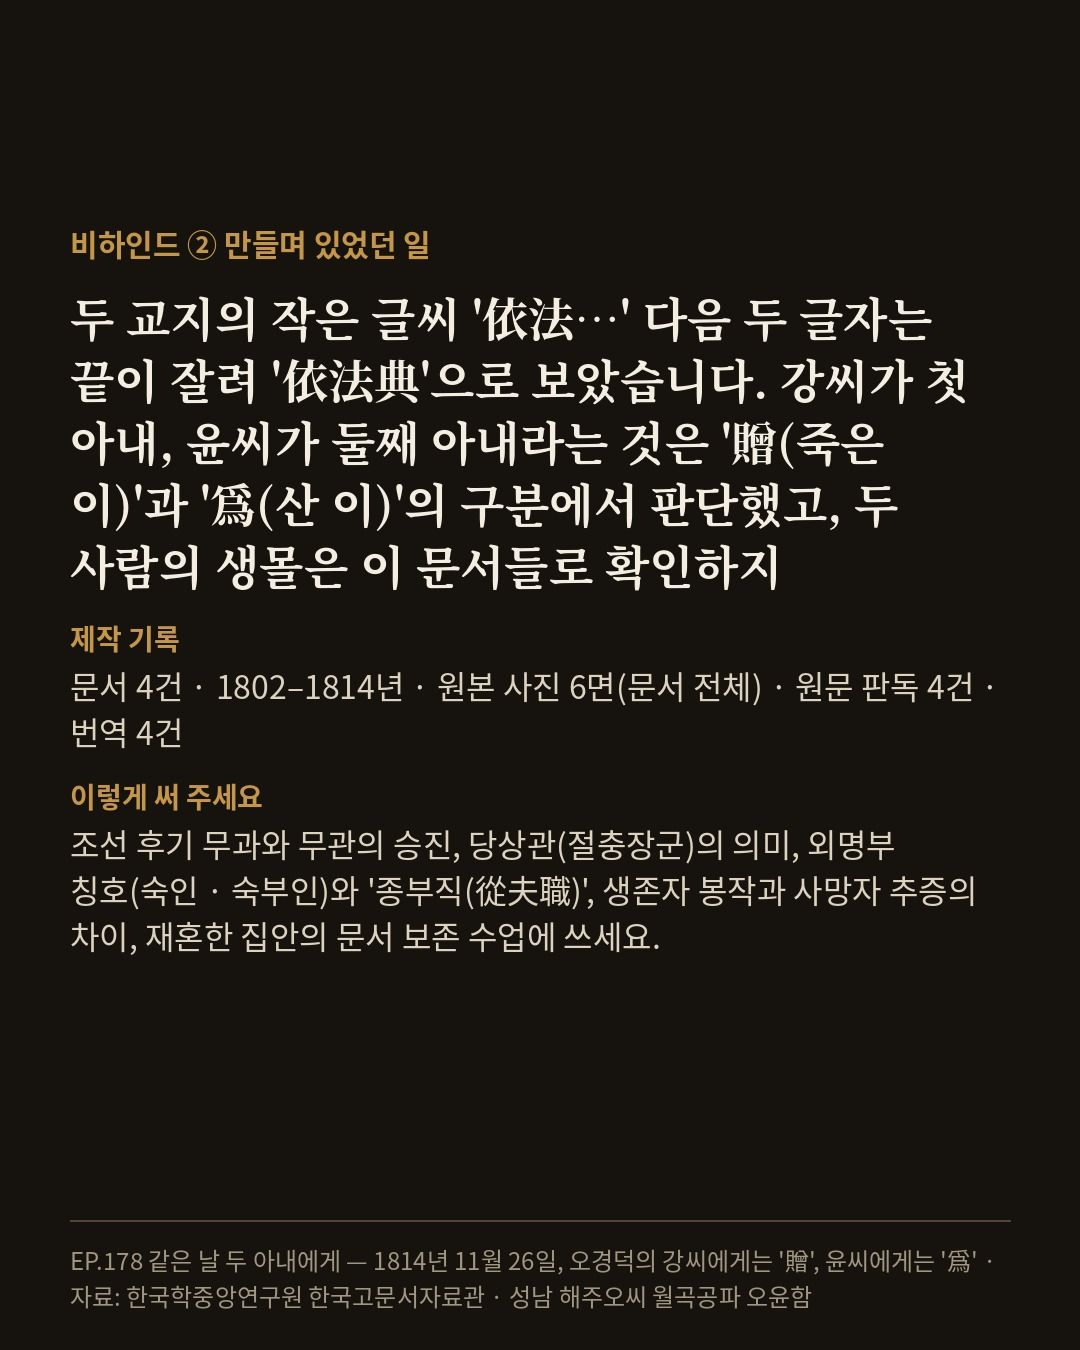 비하인드 ② 만들며 있었던 일
두 교지의 작은 글씨 '依法…' 다음 두 글자는
끝이 잘려 '依法典'으로 보았습니다. 강씨가 첫
아내, 윤씨가 둘째 아내라는 것은 '贈(죽은
이)'과 '爲(산 이)'의 구분에서 판단했고, 두
사람의 생몰은 이 문서들로 확인하지
제작 기록
문서 4건 · 1802–1814년 · 원본 사진 6면(문서 전체) · 원문 판독 4건 ·
번역 4건
이렇게 써 주세요
조선 후기 무과와 무관의 승진, 당상관(절충장군)의 의미, 외명부
칭호(숙인 · 숙부인)와 '종부직(從夫職)', 생존자 봉작과 사망자 추증의
차이, 재혼한 집안의 문서 보존 수업에 쓰세요.
EP.178 같은 날 두 아내에게 — 1814년 11월 26일, 오경덕의 강씨에게는 '贈', 윤씨에게는 '爲' ·
자료: 한국학중앙연구원 한국고문서자료관 · 성남 해주오씨 월곡공파 오윤함